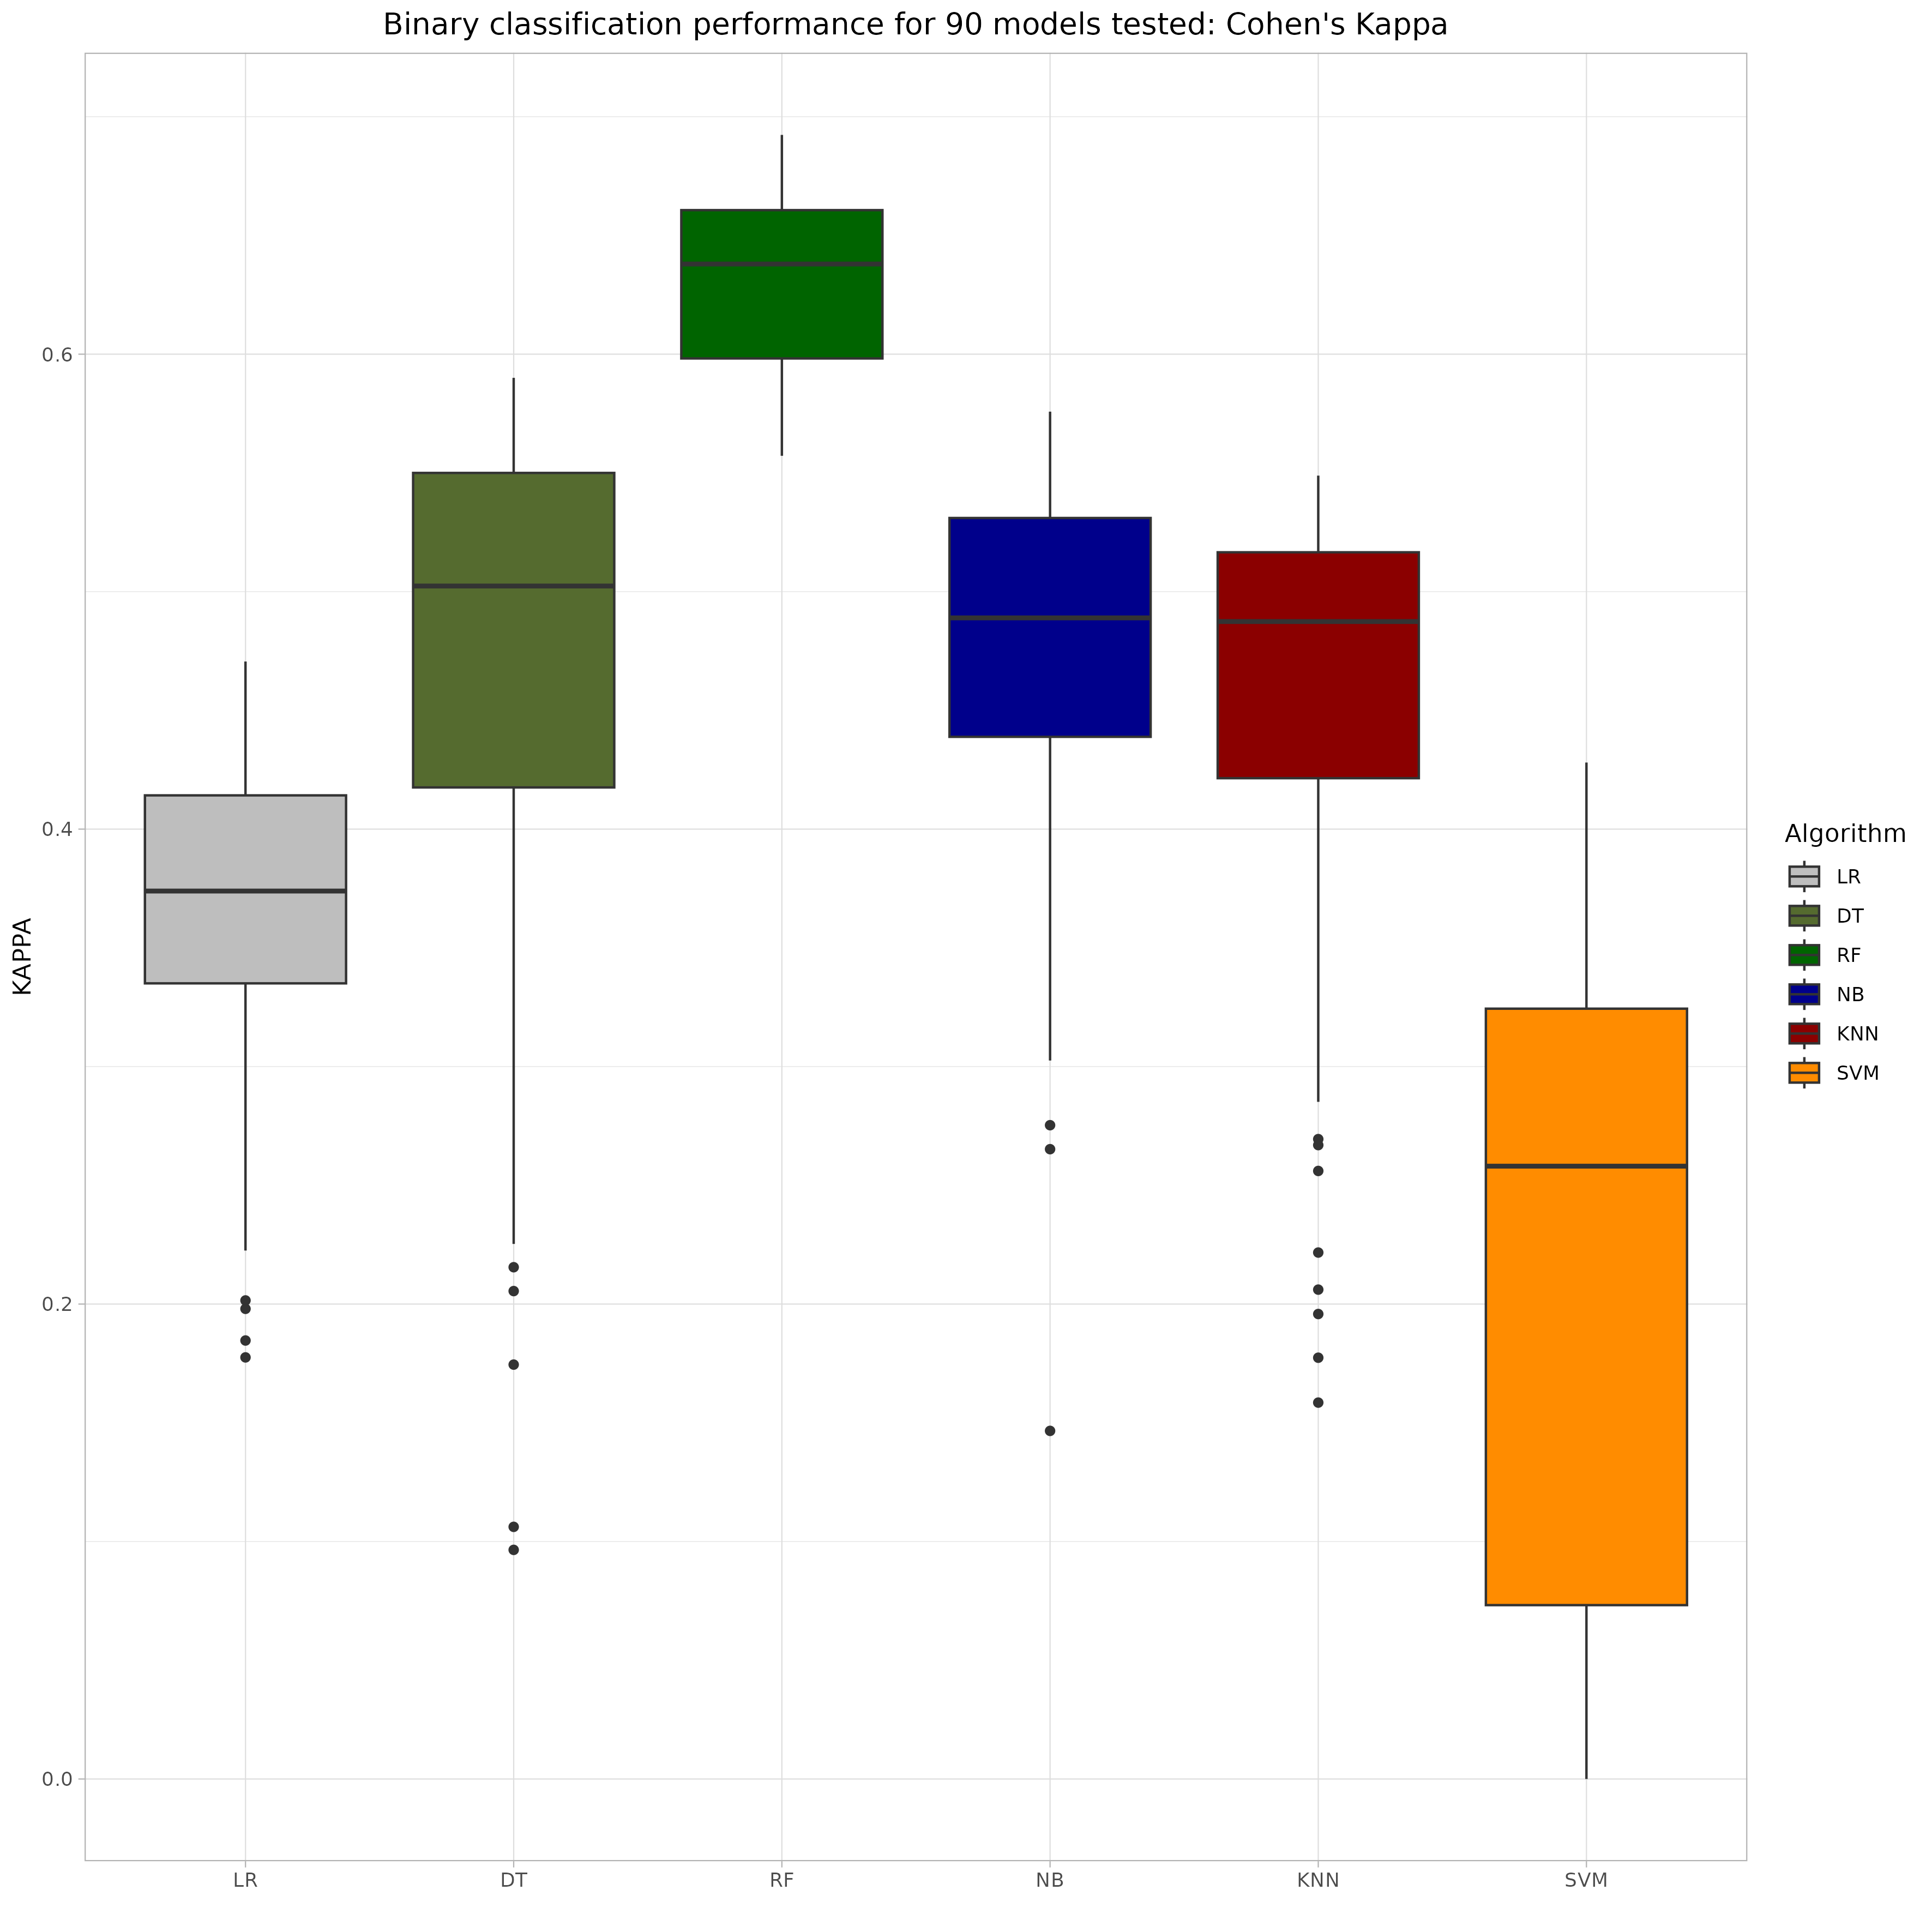 Binary classification performance for 90 models tested: Cohen's Kappa
KAPPA
0.6
0.4
0.2
0.0
LR DT RF NB KNN SVM
Algorithm
LR
DT
RF
NB
KNN
SVM